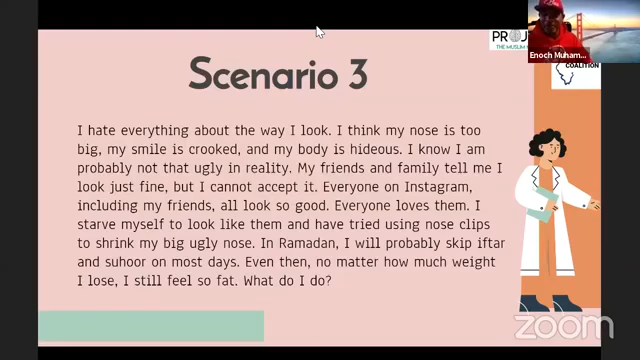 PROJ
THE MUSLIM
Enoch Muham...
COALITION
Scenario 3
I hate everything about the way I look. I think my nose is too
big, my smile is crooked, and my body is hideous. I know I am
probably not that ugly in reality. My friends and family tell me I
look just fine, but I cannot accept it. Everyone on Instagram,
including my friends, all look so good. Everyone loves them. I
starve myself to look like them and have tried using nose clips
to shrink my big ugly nose. In Ramadan, I will probably skip iftar
and suhoor on most days. Even then, no matter how much weight
I lose, I still feel so fat. What do I do?
zoom